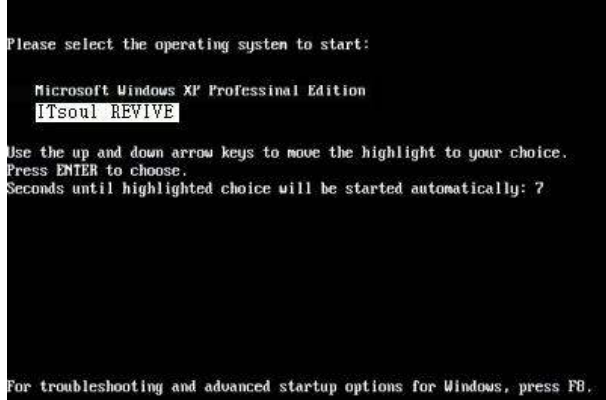 Please select the operating system to start:
Microsoft Windows XP Professinal Edition
ITsoul REVIVE
Use the up and down arrow keys to move the highlight to your choice.
Press ENTER to choose.
Seconds until highlighted choice will be started automatically: 7
For troubleshooting and advanced startup options for Windows, press F8.